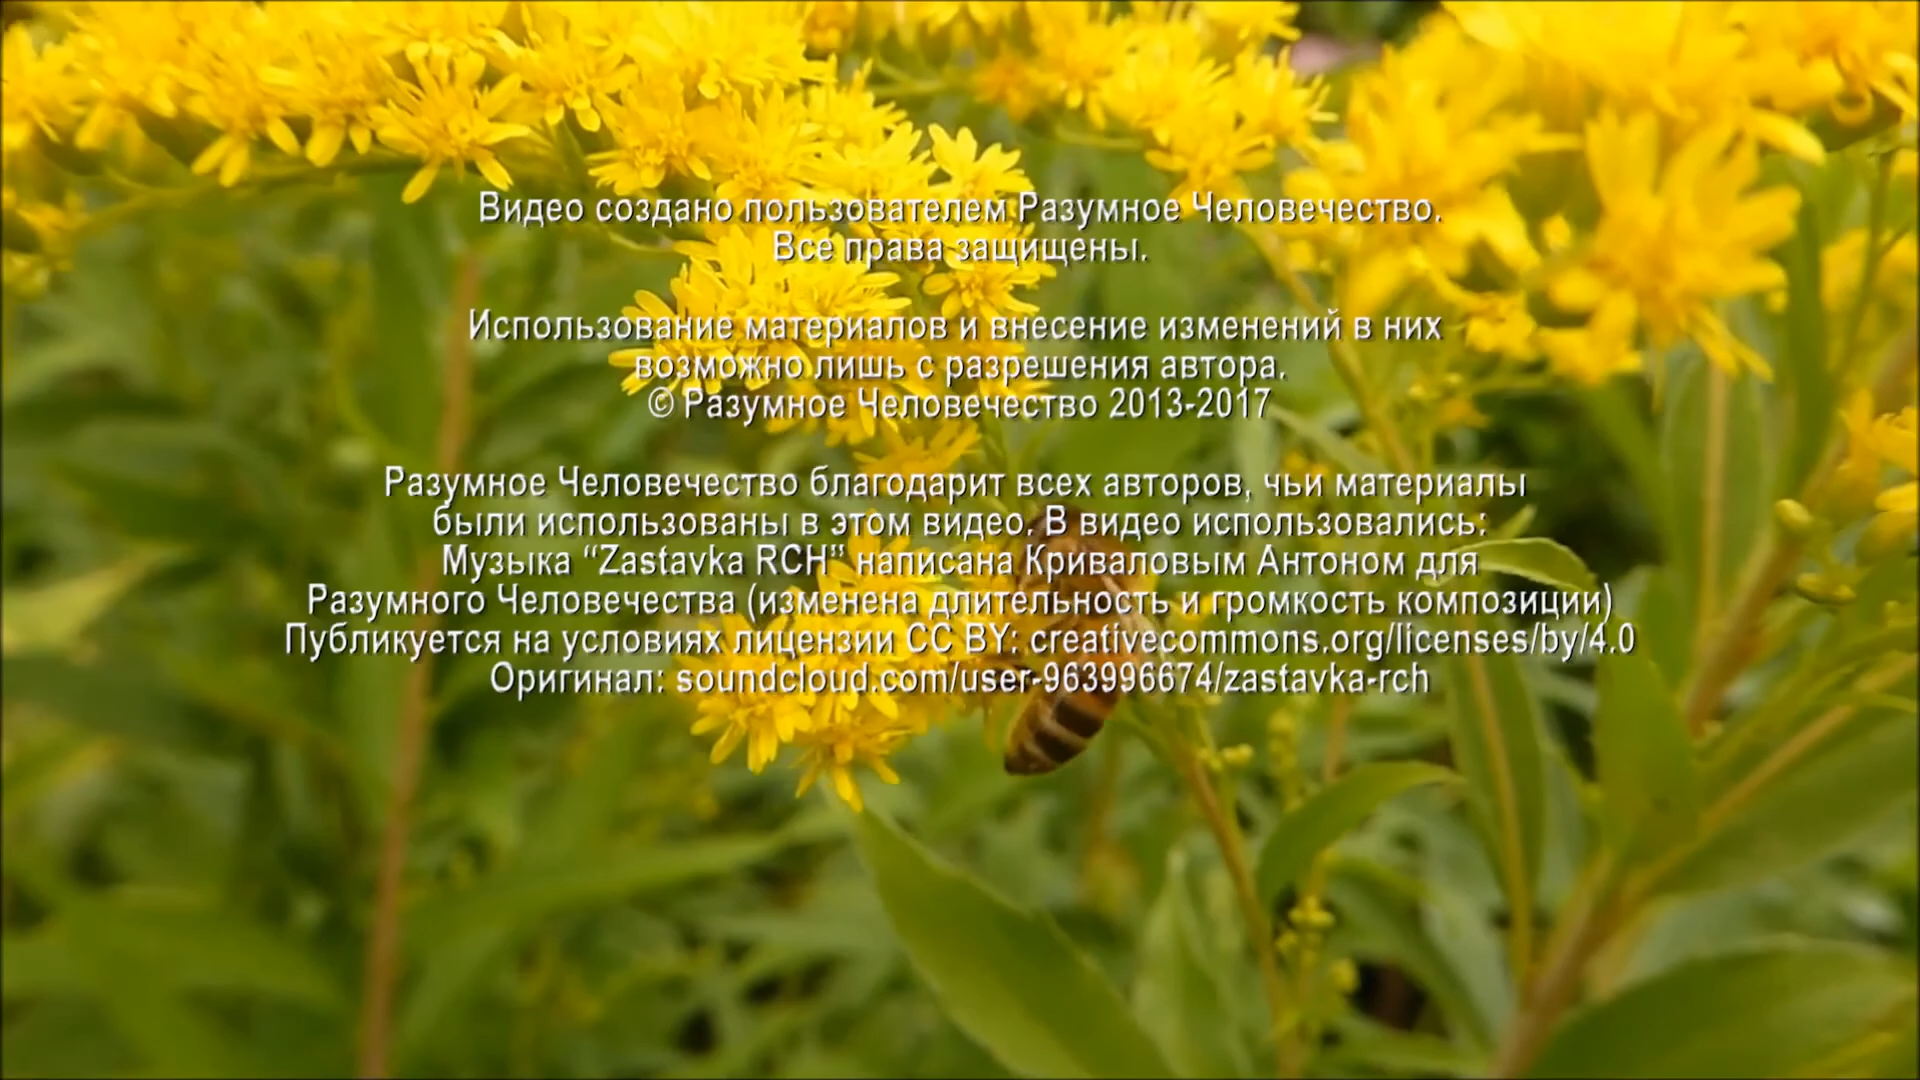 Видео создано пользователем Разумное Человечество.
Все права защищены.
Использование материалов и внесение изменений в них
возможно лишь с разрешения автора.
© Разумное Человечество 2013-2017
Разумное Человечество благодарит всех авторов, чьи материалы
были использованы в этом видео. В видео использовались:
Музыка “Zastavka RCH” написана Криваловым Антоном для
Разумного Человечества (изменена длительность и громкость композиции)
Публикуется на условиях лицензии CC BY: creativecommons.org/licenses/by/4.0
Оригинал: soundcloud.com/user-963996674/zastavka-rch